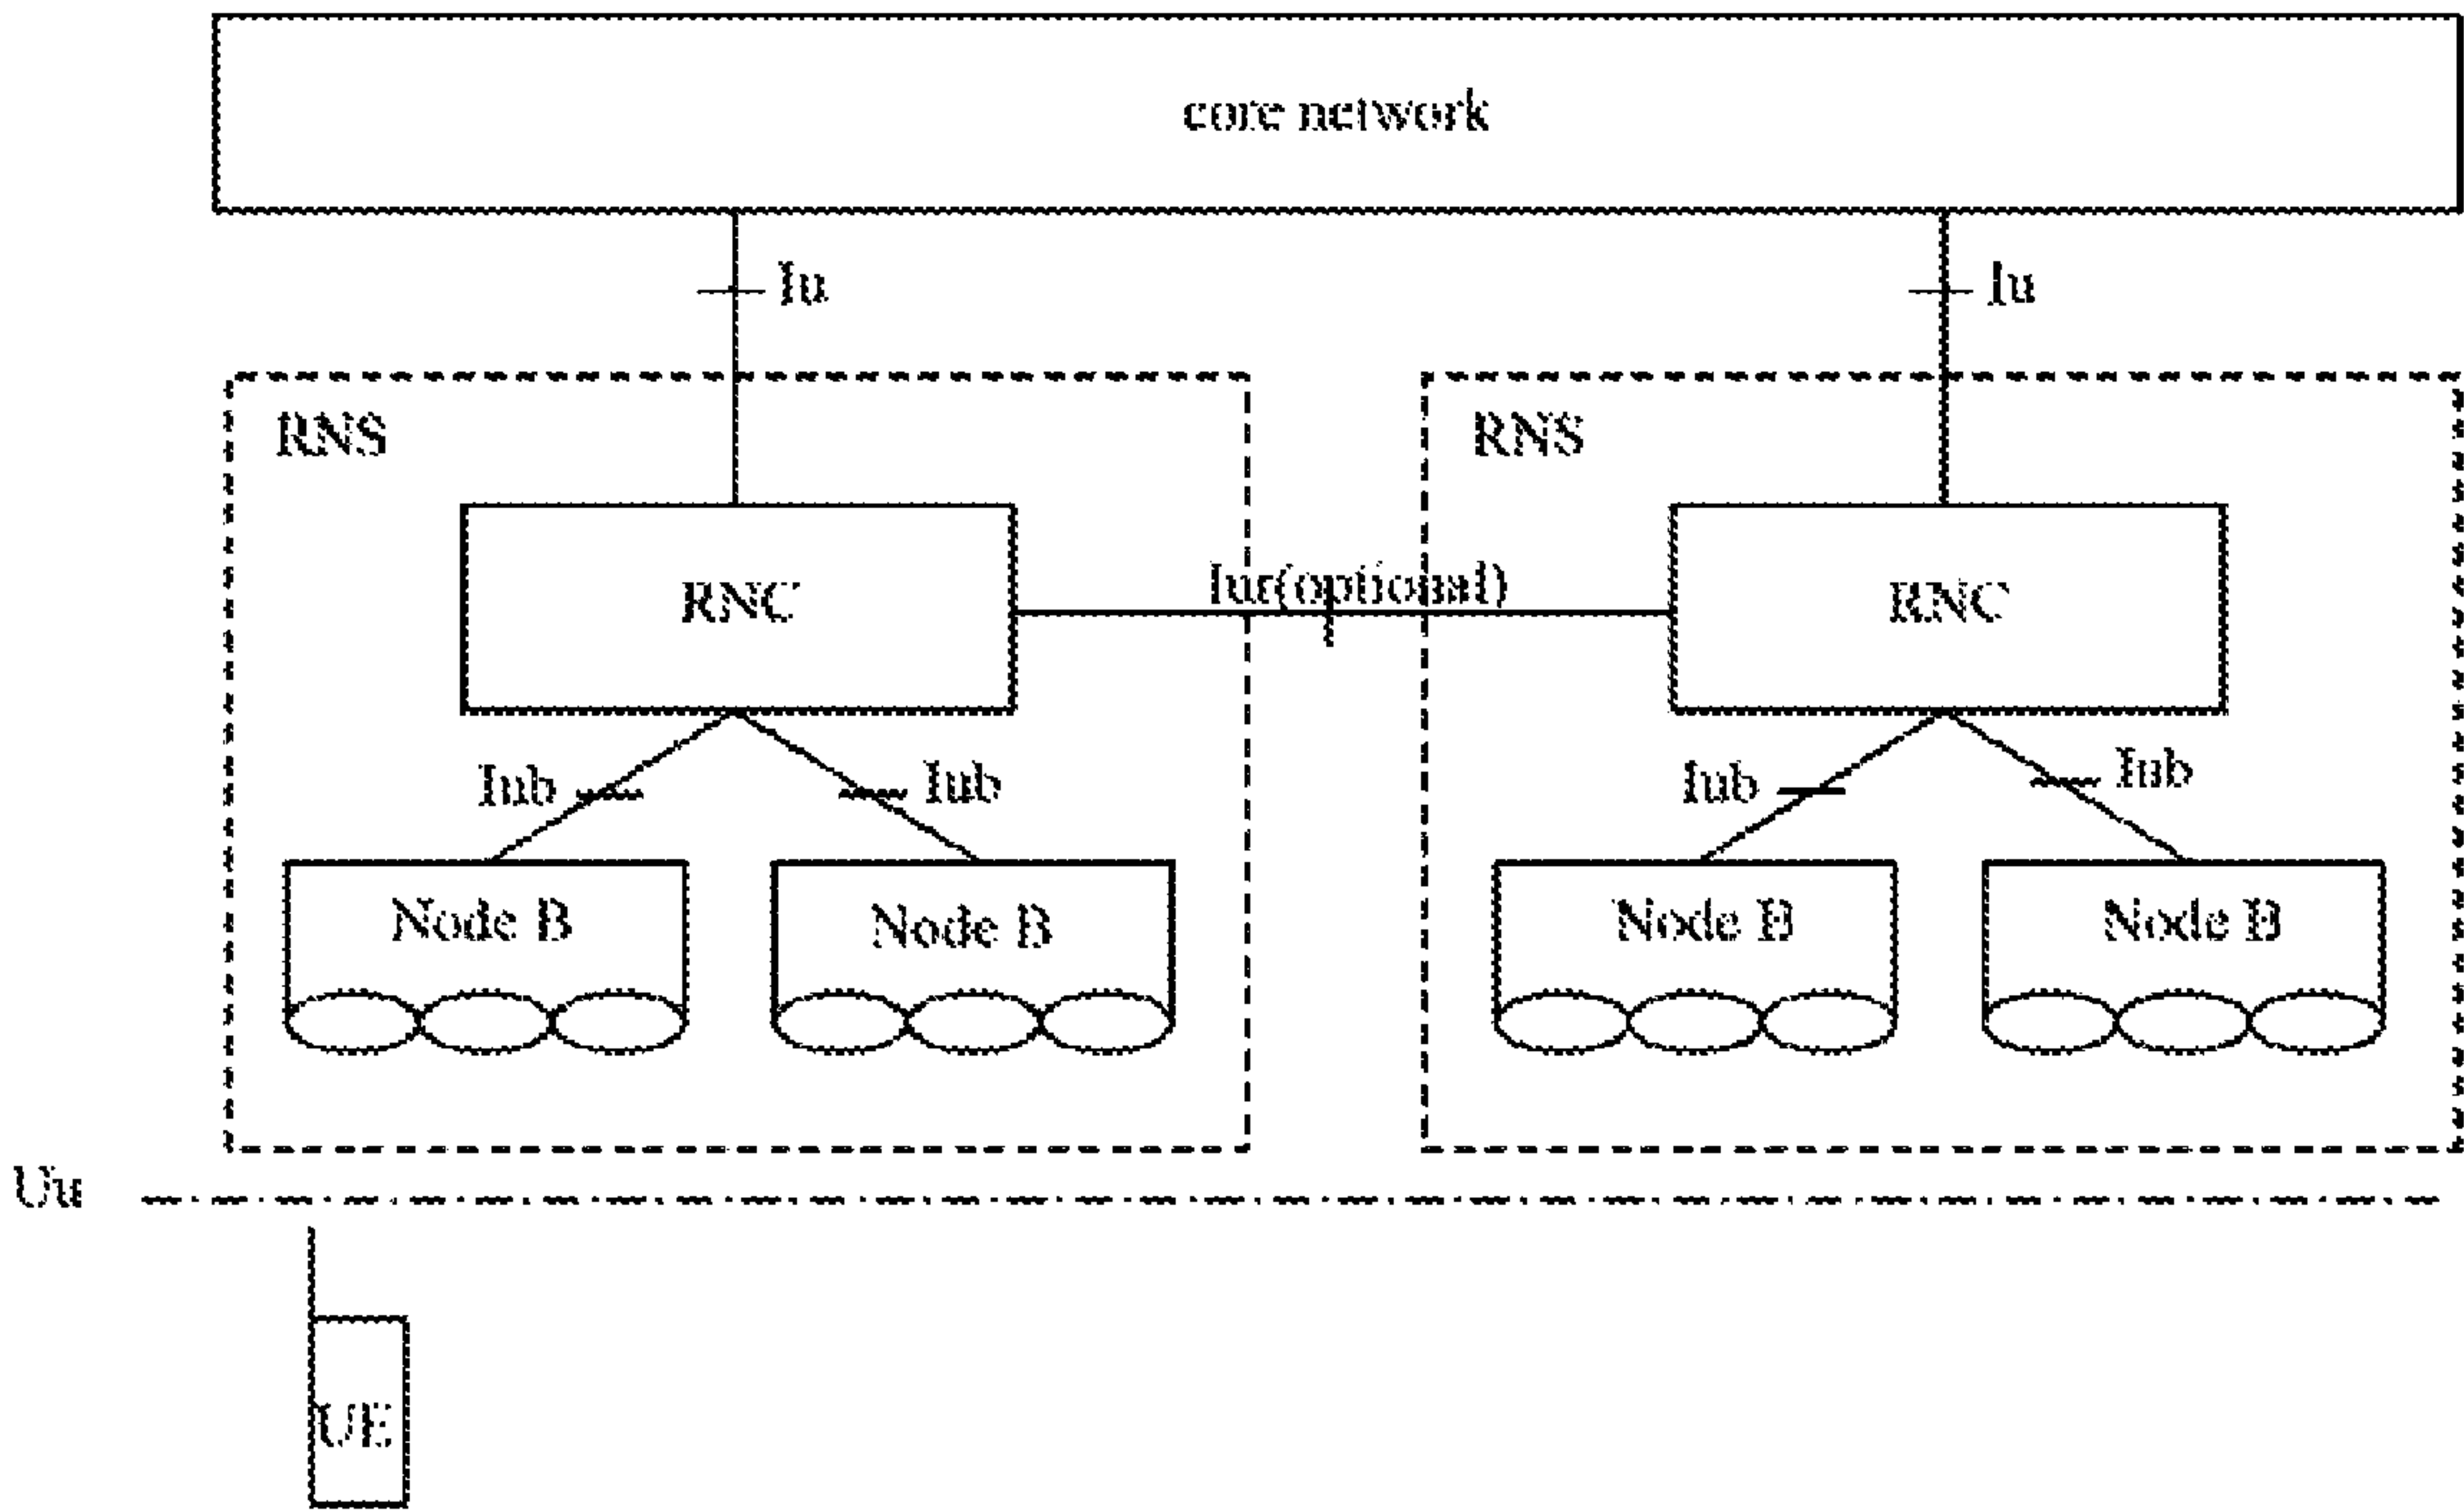 core network
Iu
Iu
RNS
RNS
RNC
Iur(optional)
RNC
Iub
Iub
Iub
Iub
Node B
Node B
Node B
Node B
Uu
UE